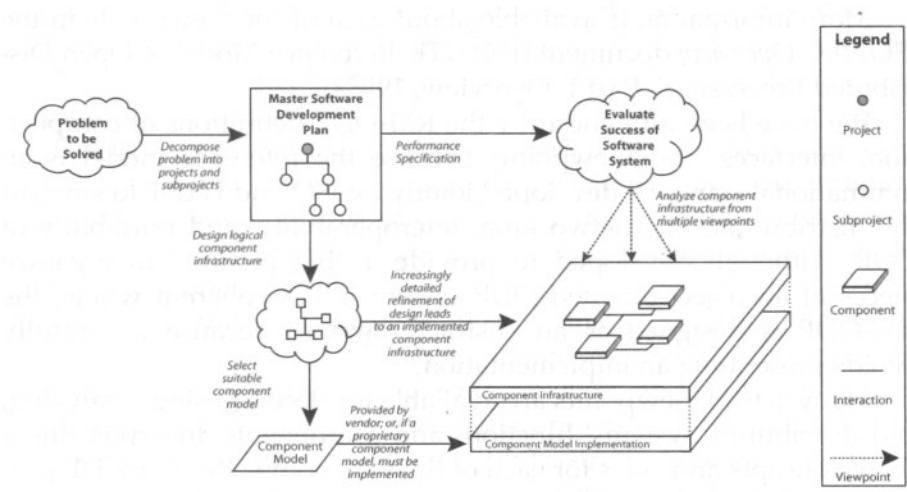 Problem
to be
Solved
Decompose
problem into
projects and
subprojects
Master Software
Development
Plan
Performance
Specification
Evaluate
Success of
Software
System
Analyze component
infrastructure from
multiple viewpoints
Design logical
component
infrastructure
Increasingly
detailed
refinement of
design leads
to an implemented
component
infrastructure
Component Infrastructure
Select
suitable
component
model
Component
Model
Provided by
vendor; or, if a
proprietary
component
model, must be
implemented
Component Model Implementation
Legend
Project
Subproject
Component
Interaction
Viewpoint